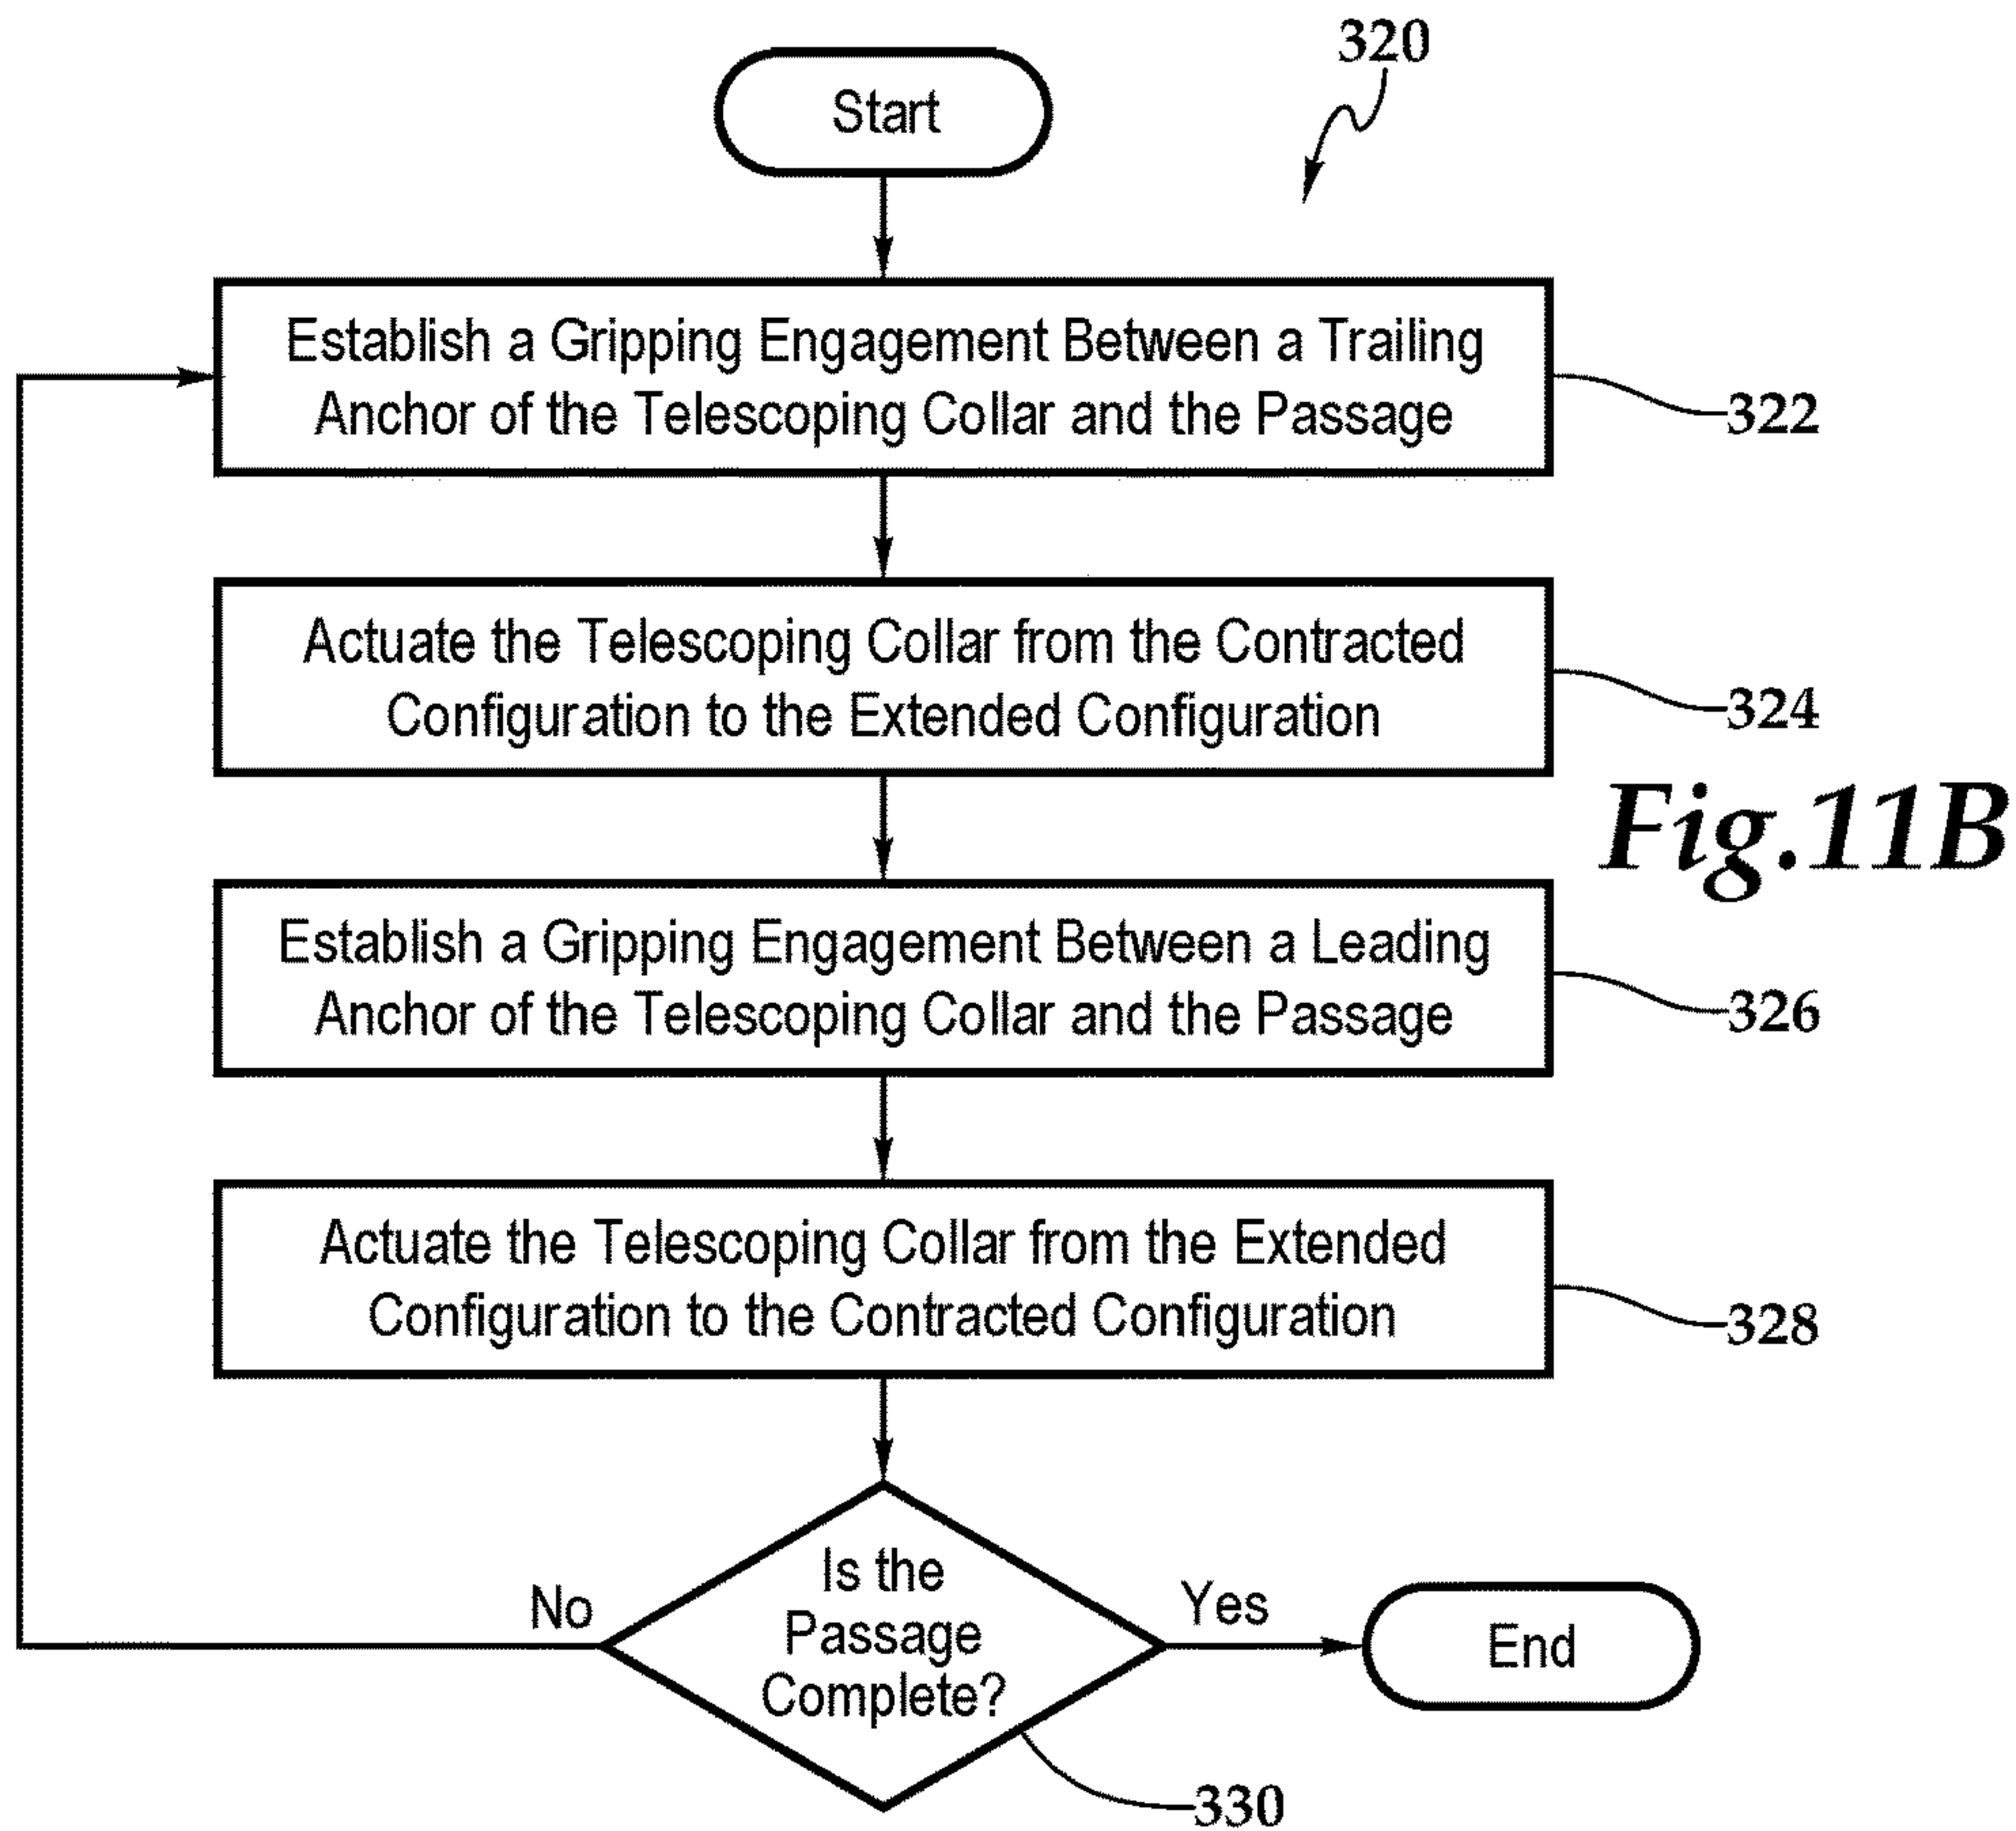 320
Start
Establish a Gripping Engagement Between a Trailing
Anchor of the Telescoping Collar and the Passage
322
Actuate the Telescoping Collar from the Contracted
Configuration to the Extended Configuration
324
Fig.11B
Establish a Gripping Engagement Between a Leading
Anchor of the Telescoping Collar and the Passage
326
Actuate the Telescoping Collar from the Extended
Configuration to the Contracted Configuration
328
Is the
Passage
Complete?
No
Yes
End
330